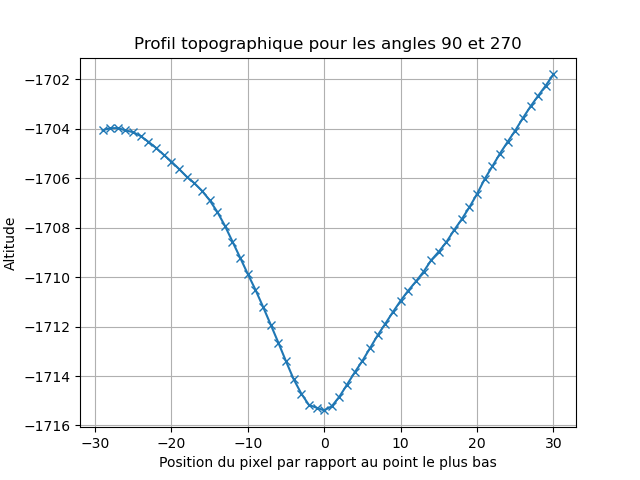 Profil topographique pour les angles 90 et 270
Altitude
−1702
−1704
−1706
−1708
−1710
−1712
−1714
−1716
−30 −20 −10 0 10 20 30
Position du pixel par rapport au point le plus bas